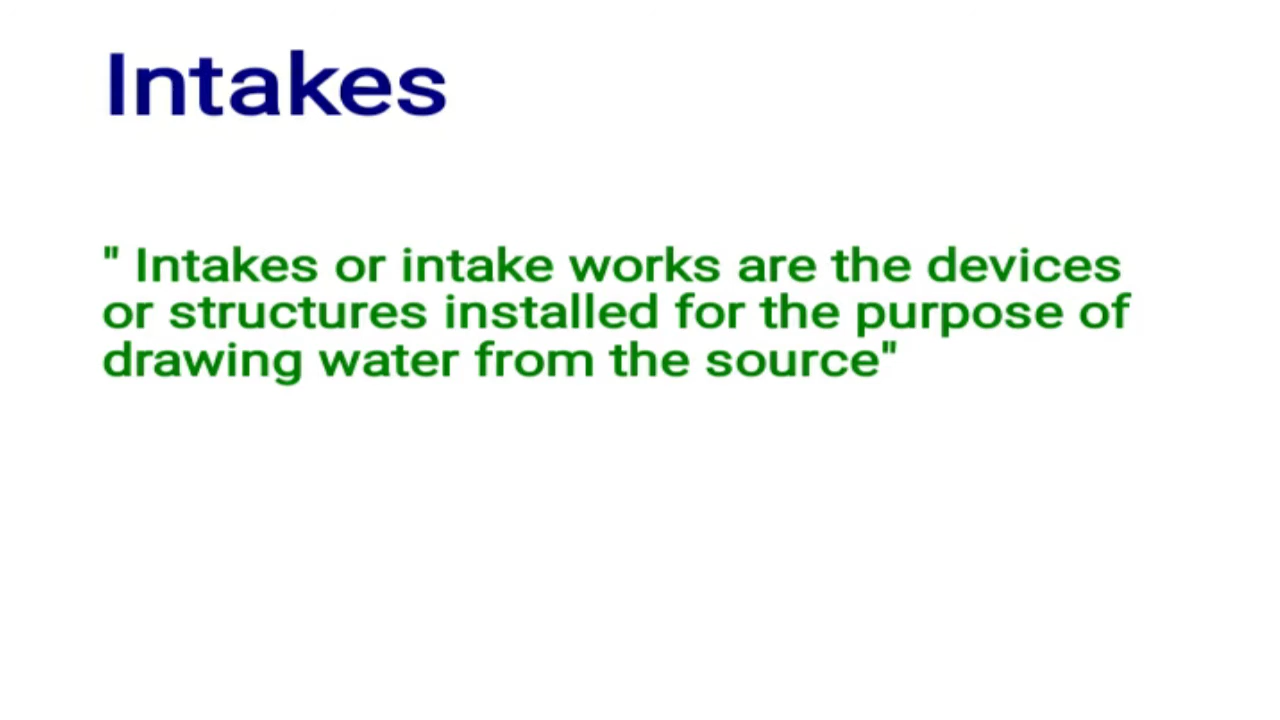 Intakes
" Intakes or intake works are the devices
or structures installed for the purpose of
drawing water from the source"